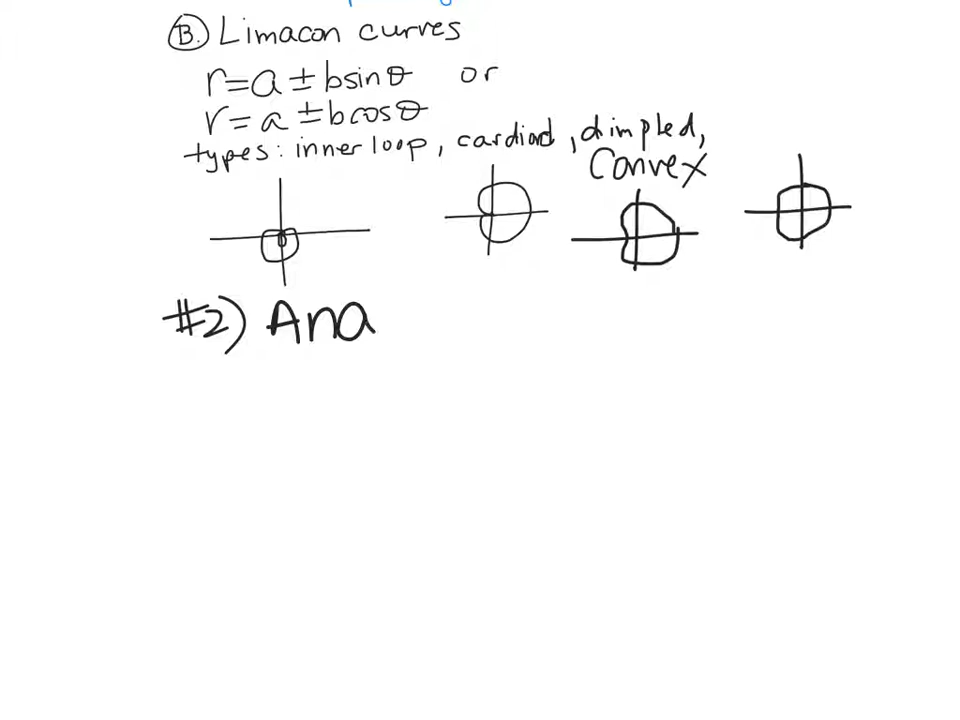 B. Limacon curves
r=a ± bsinθ or
r=a ±bcosθ
types: inner loop, cardiod, dimpled,
Convex
#2) Ana